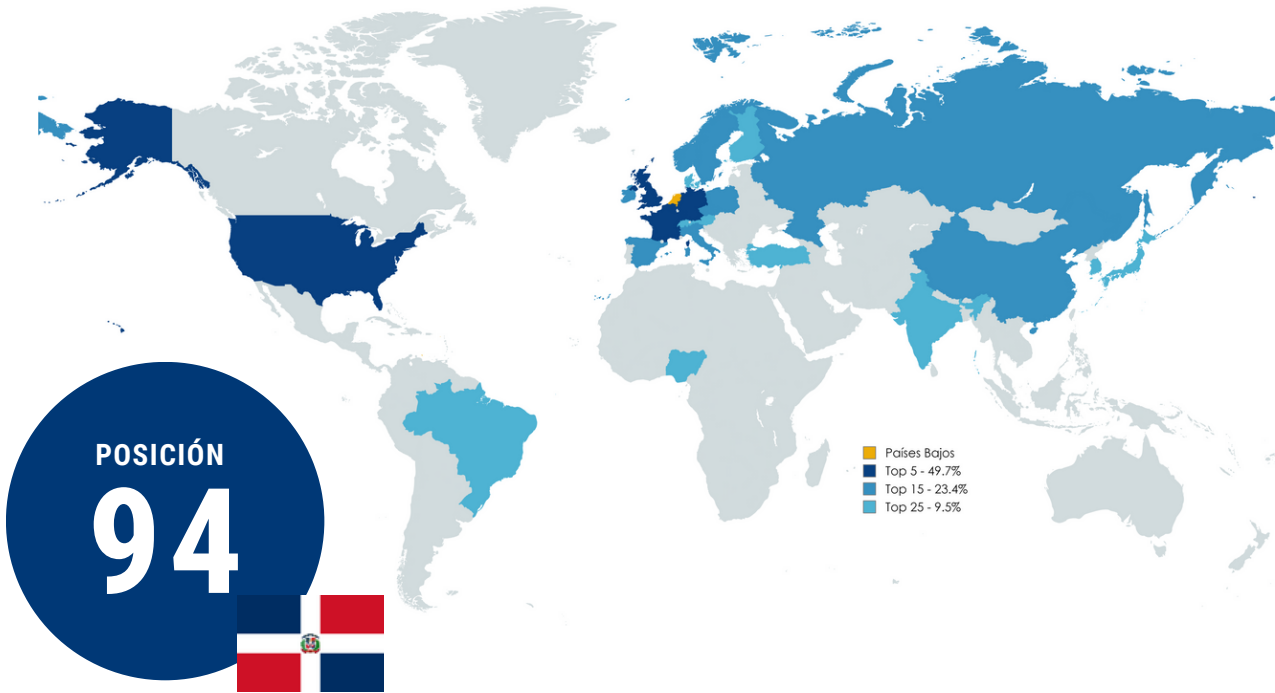 POSICIÓN
94
Países Bajos
Top 5 - 49.7%
Top 15 - 23.4%
Top 25 - 9.5%